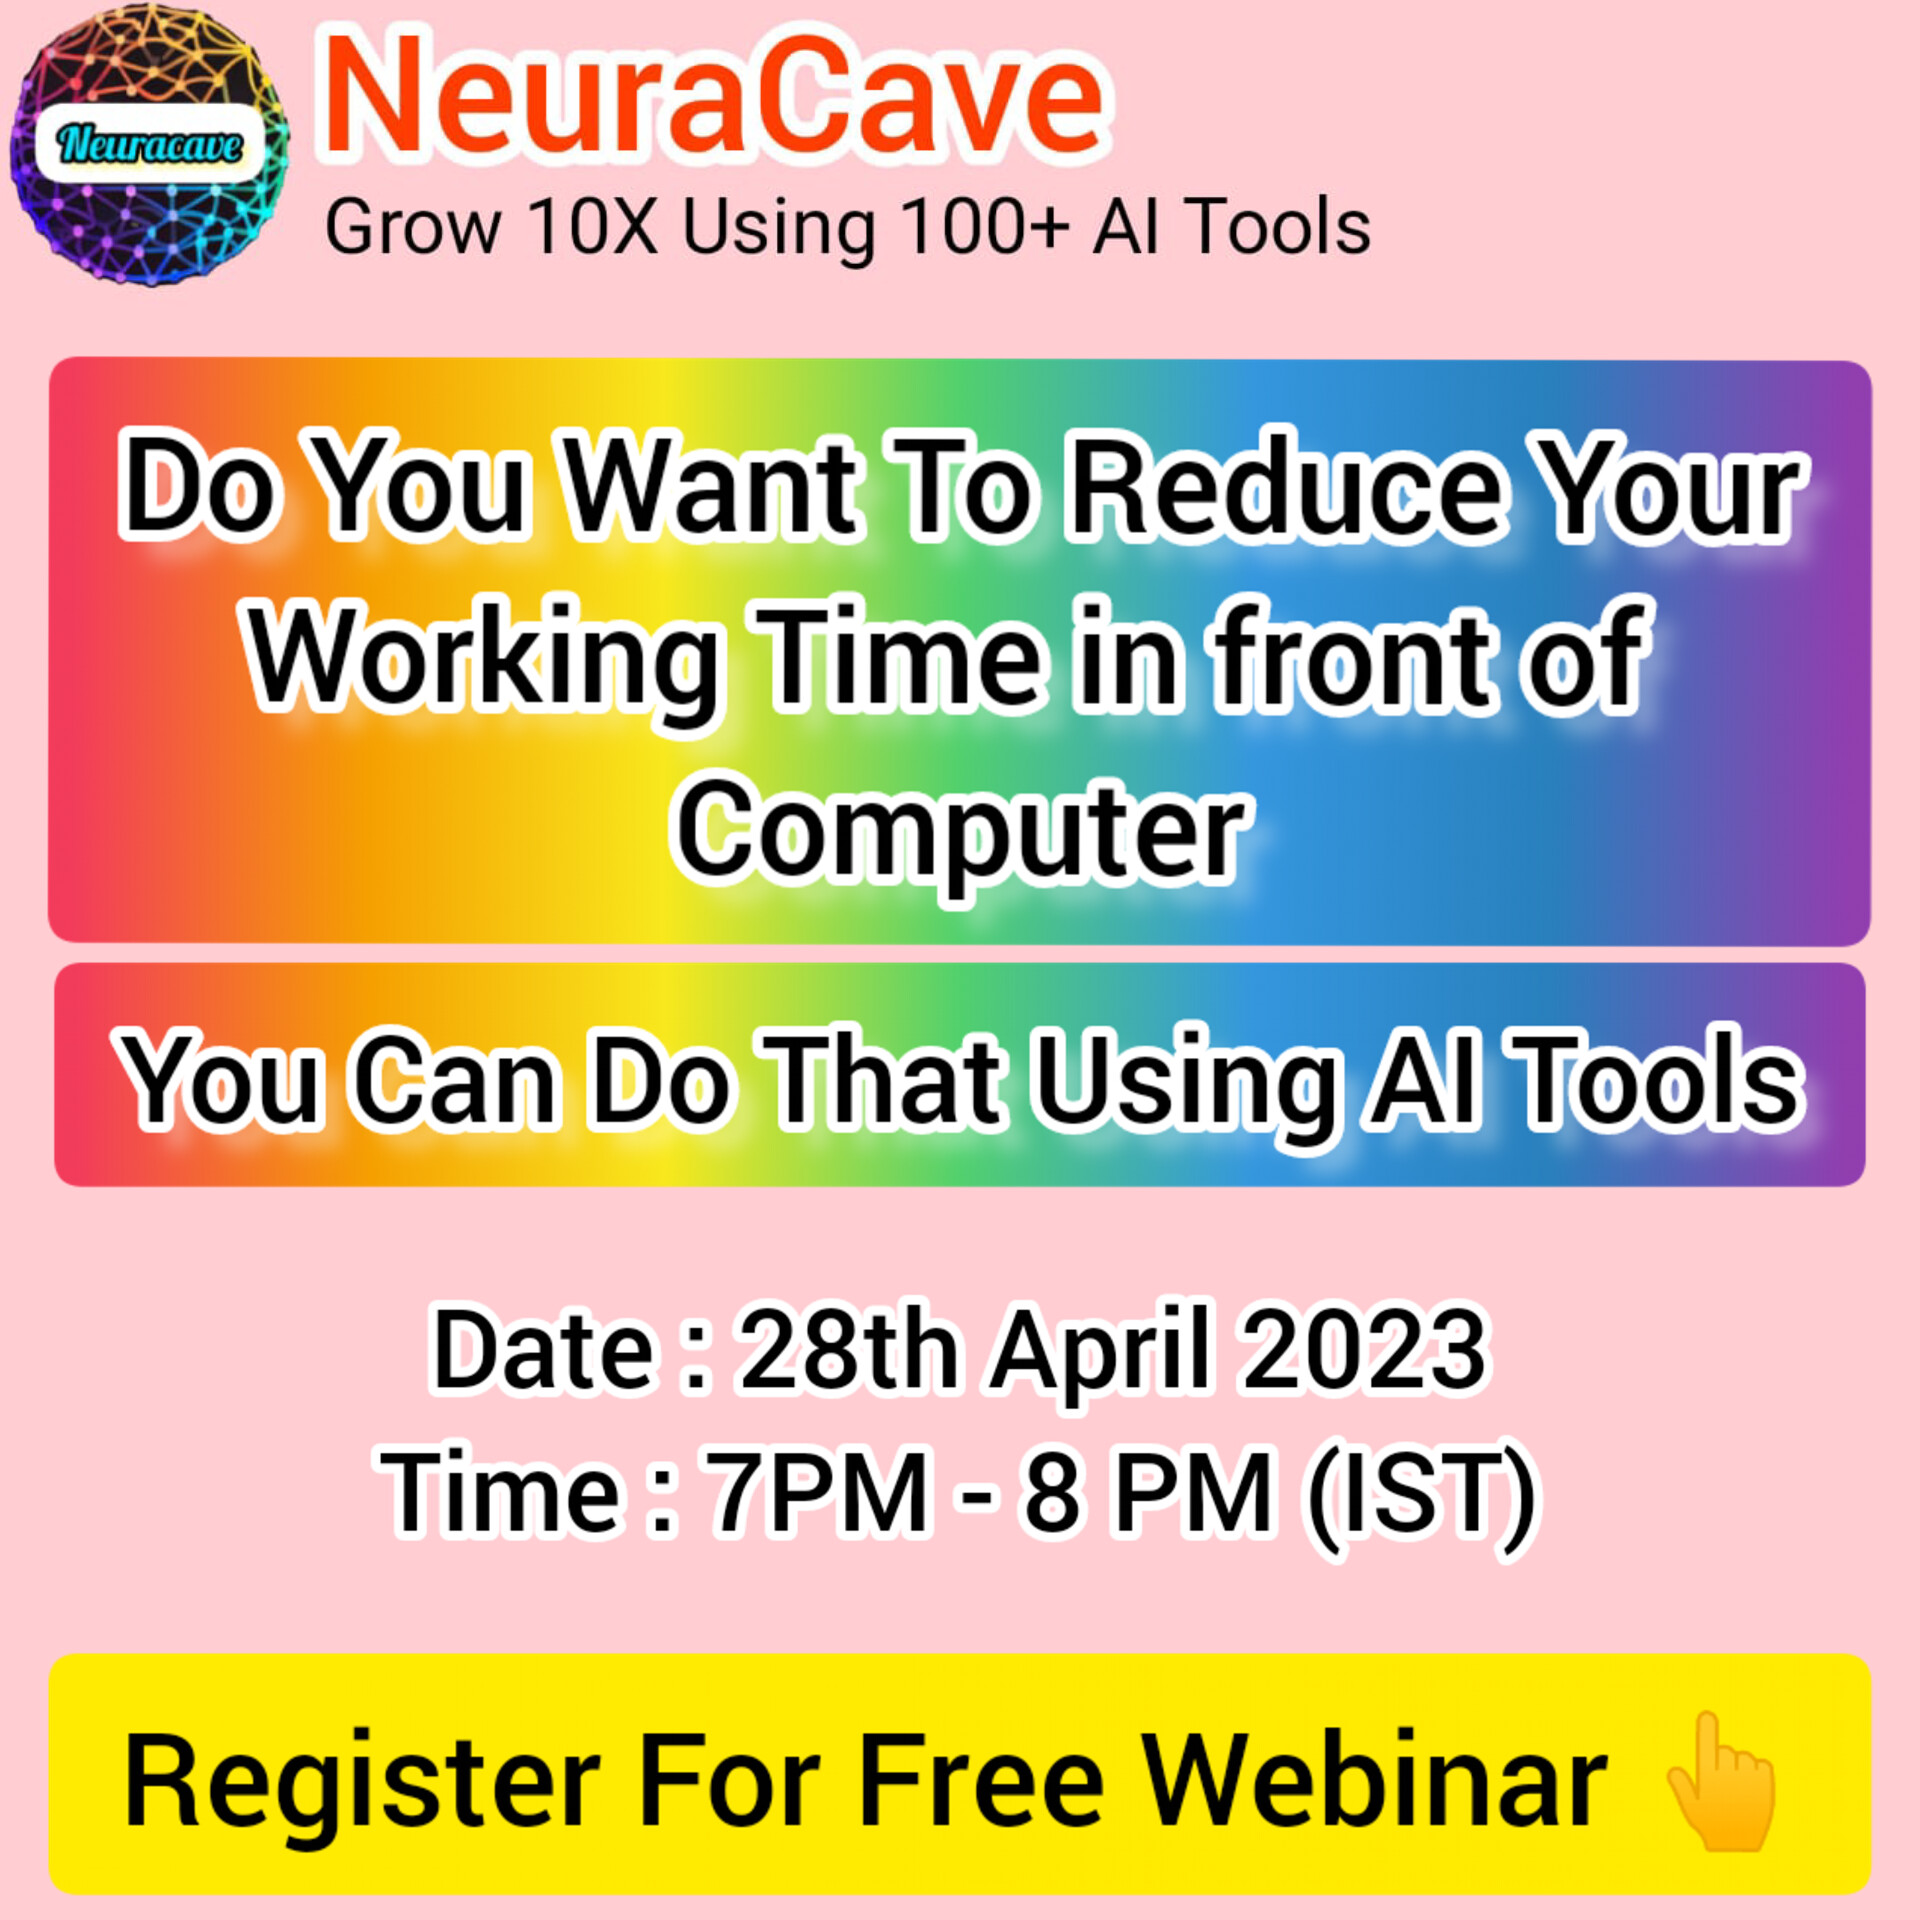 Neuracave
NeuraCave
Grow 10X Using 100+ AI Tools
Do You Want To Reduce Your
Working Time in front of
Computer
You Can Do That Using AI Tools
Date : 28th April 2023
Time : 7PM - 8 PM (IST)
Register For Free Webinar 👆